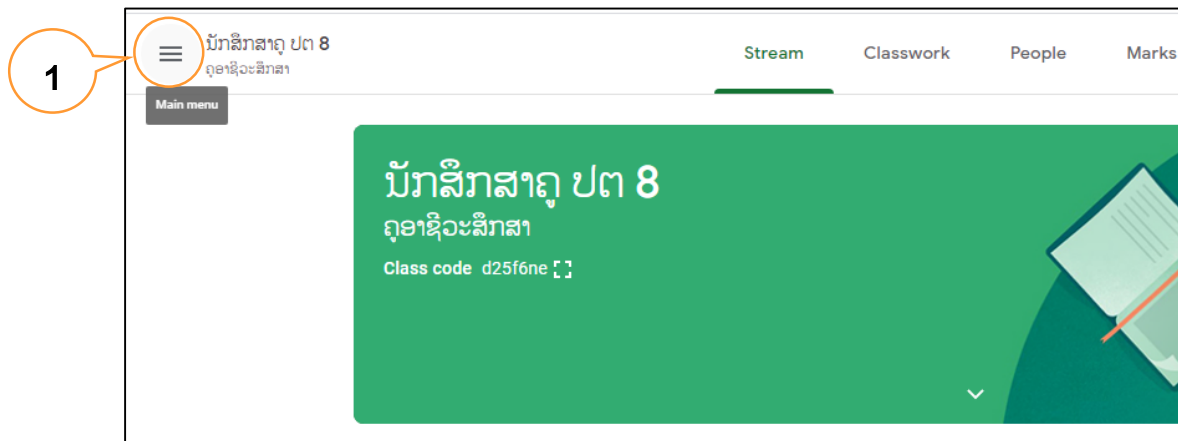 1
ນັກສຶກສາຄູ ປຕ 8
ຄູອາຊີວະສຶກສາ
Stream Classwork People Marks
Main menu
ນັກສຶກສາຄູ ປຕ 8
ຄູອາຊີວະສຶກສາ
Class code d25f6ne